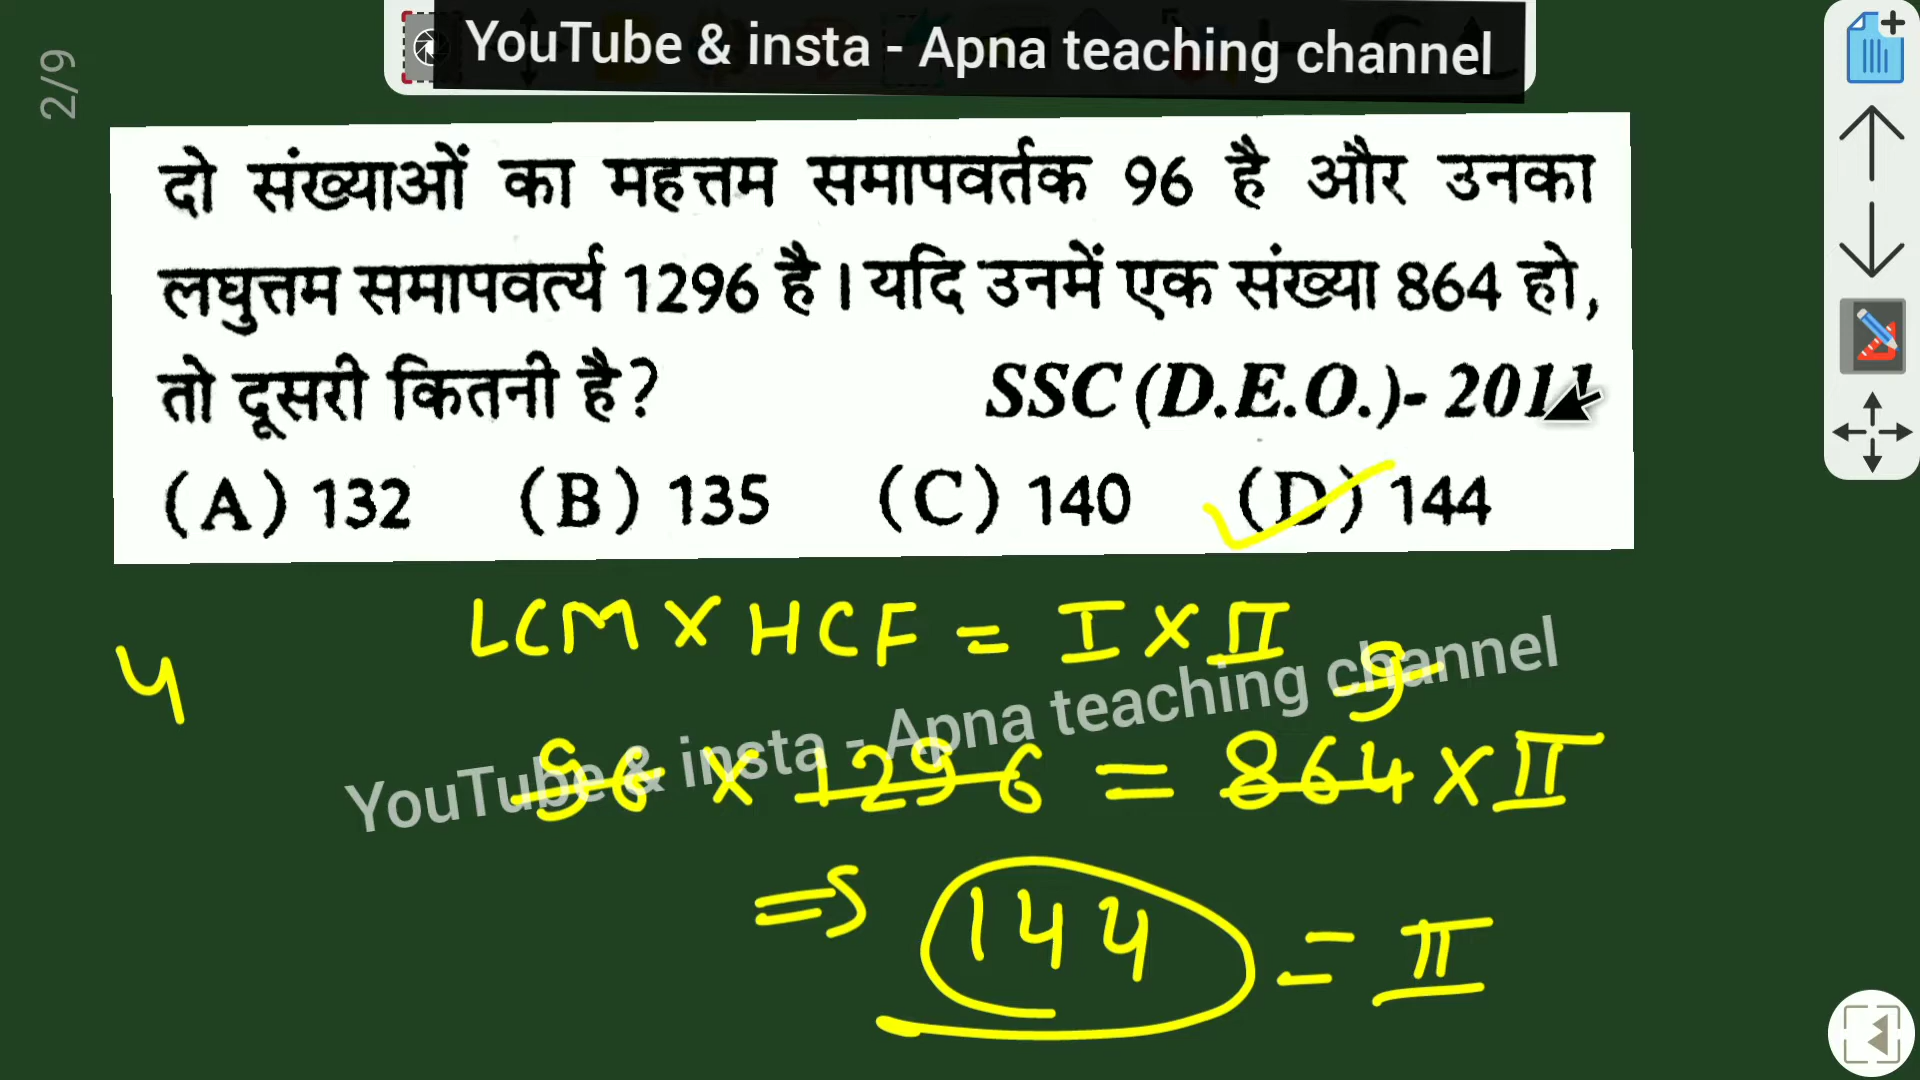 YouTube & insta - Apna teaching channel
2/9
दो संख्याओं का महत्तम समापवर्तक 96 है और उनका
लघुत्तम समापवर्त्य 1296 है। यदि उनमें एक संख्या 864 हो,
तो दूसरी कितनी है? SSC (D.E.O.)- 2011
(A) 132 (B) 135 (C) 140 (D) 144
LCM X HCF = I X II
4
9
YouTube & insta - Apna teaching channel
96 X 1296 = 864 X II
⇒ 144 = II